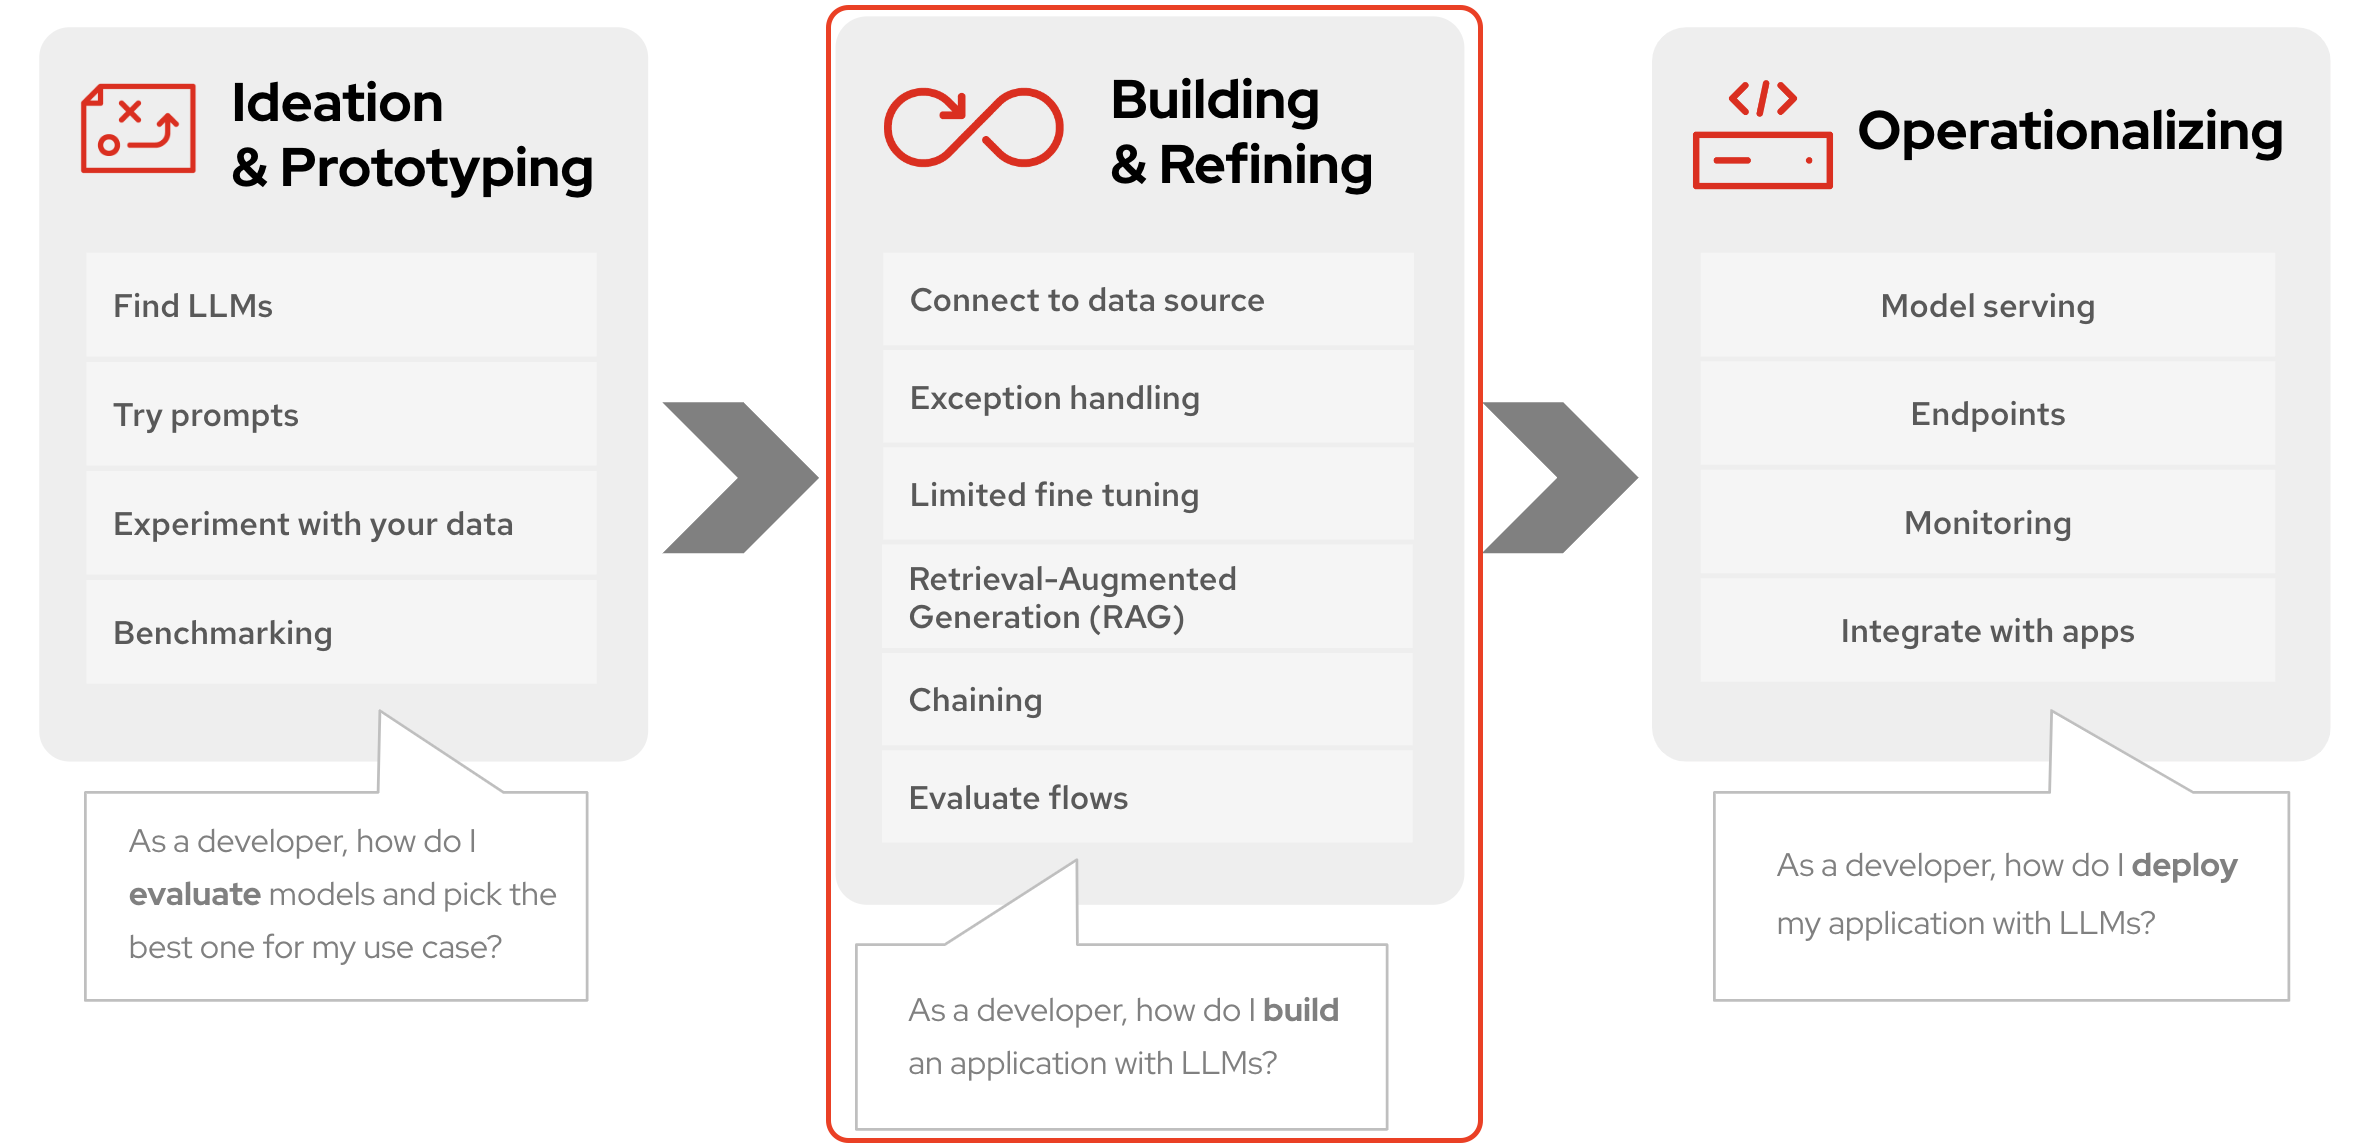 Ideation
& Prototyping
Find LLMs
Try prompts
Experiment with your data
Benchmarking
As a developer, how do I
evaluate models and pick the
best one for my use case?
Building
& Refining
Connect to data source
Exception handling
Limited fine tuning
Retrieval-Augmented
Generation (RAG)
Chaining
Evaluate flows
As a developer, how do I build
an application with LLMs?
</>
Operationalizing
Model serving
Endpoints
Monitoring
Integrate with apps
As a developer, how do I deploy
my application with LLMs?